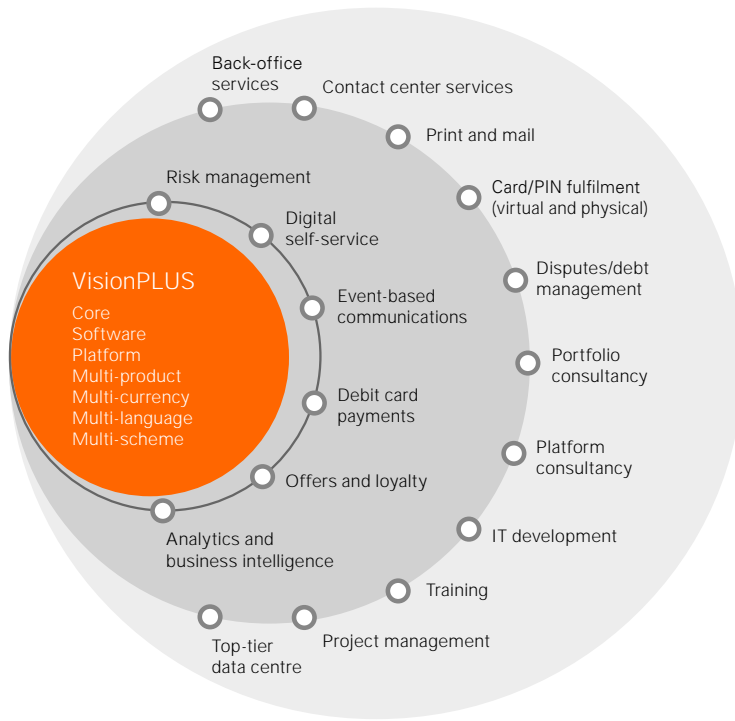 Back-office
services
Contact center services
Print and mail
Risk management
Card/PIN fulfilment
(virtual and physical)
Digital
self-service
Disputes/debt
management
VisionPLUS
Core
Software
Platform
Multi-product
Multi-currency
Multi-language
Multi-scheme
Event-based
communications
Portfolio
consultancy
Debit card
payments
Platform
consultancy
Offers and loyalty
IT development
Analytics and
business intelligence
Training
Project management
Top-tier
data centre